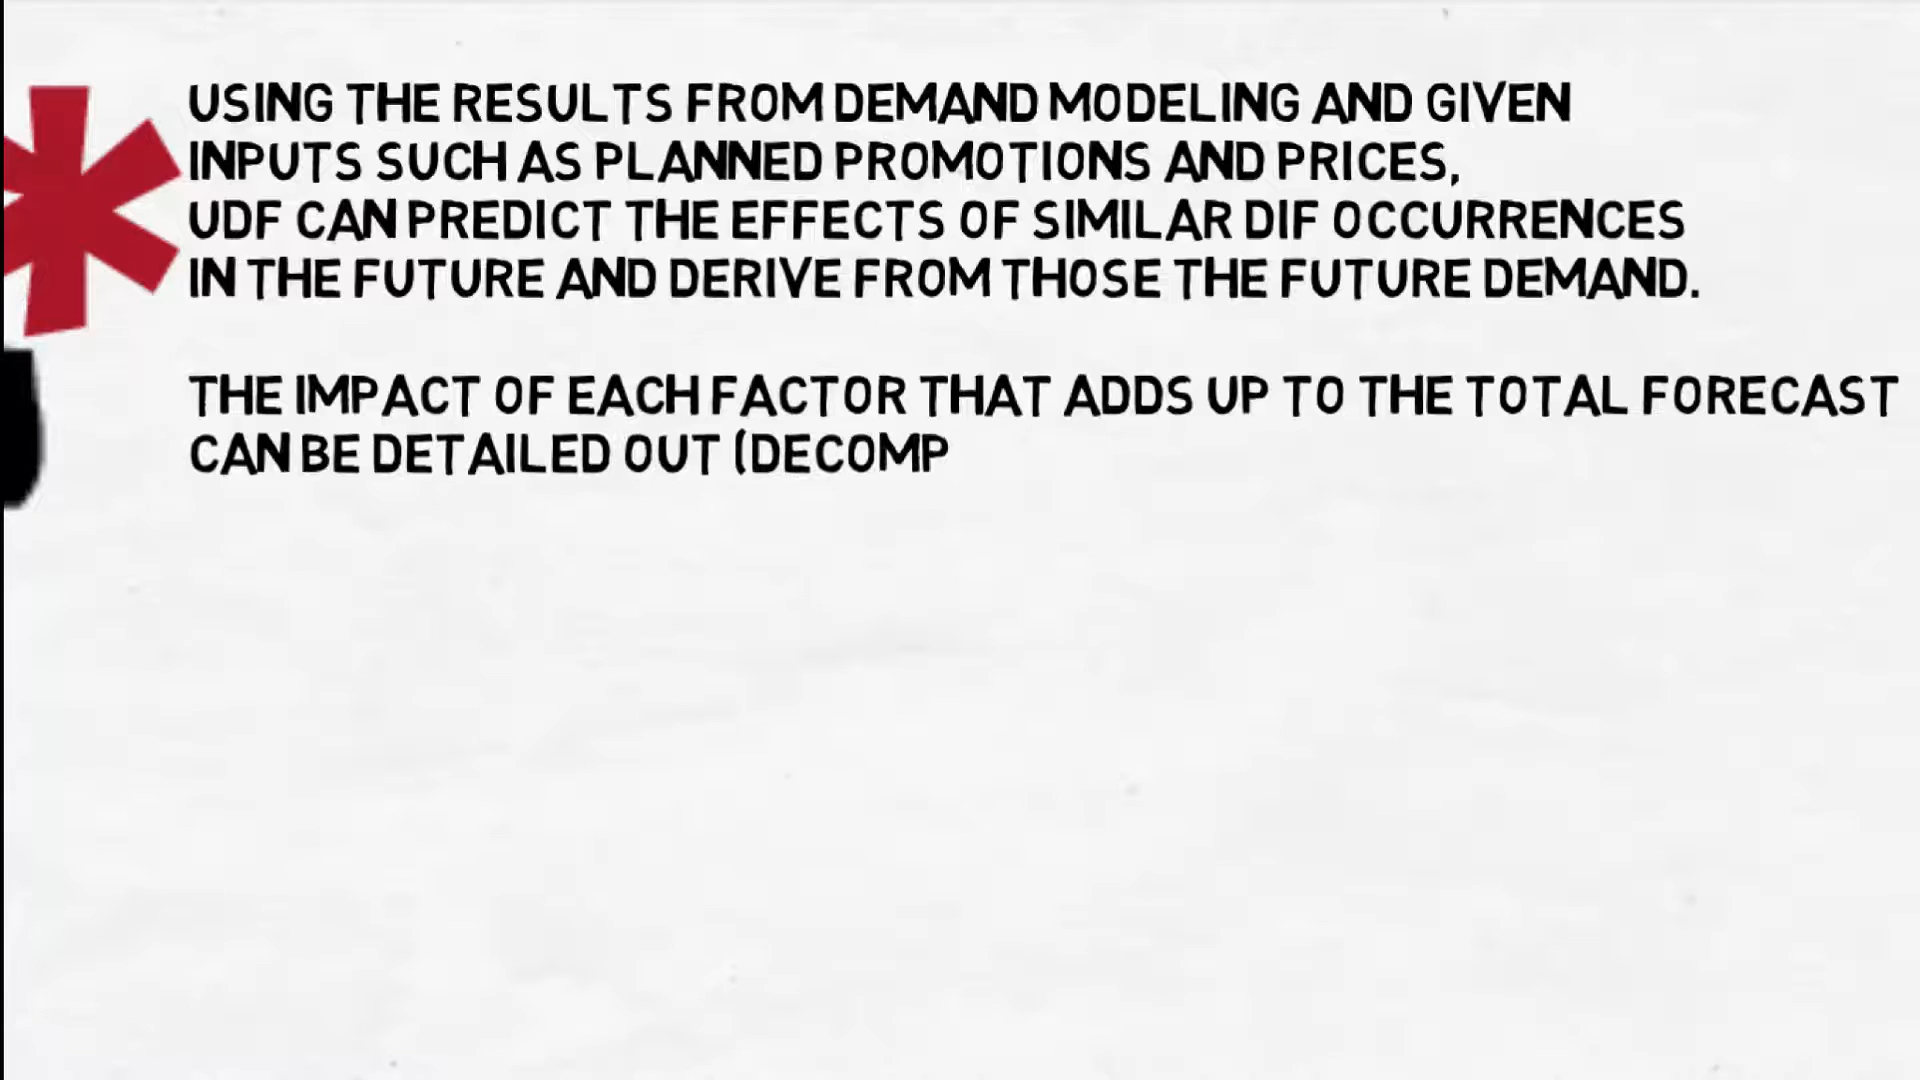 USING THE RESULTS FROM DEMAND MODELING AND GIVEN
INPUTS SUCH AS PLANNED PROMOTIONS AND PRICES,
UDF CAN PREDICT THE EFFECTS OF SIMILAR DIF OCCURRENCES
IN THE FUTURE AND DERIVE FROM THOSE THE FUTURE DEMAND.
THE IMPACT OF EACH FACTOR THAT ADDS UP TO THE TOTAL FORECAST
CAN BE DETAILED OUT (DECOMP